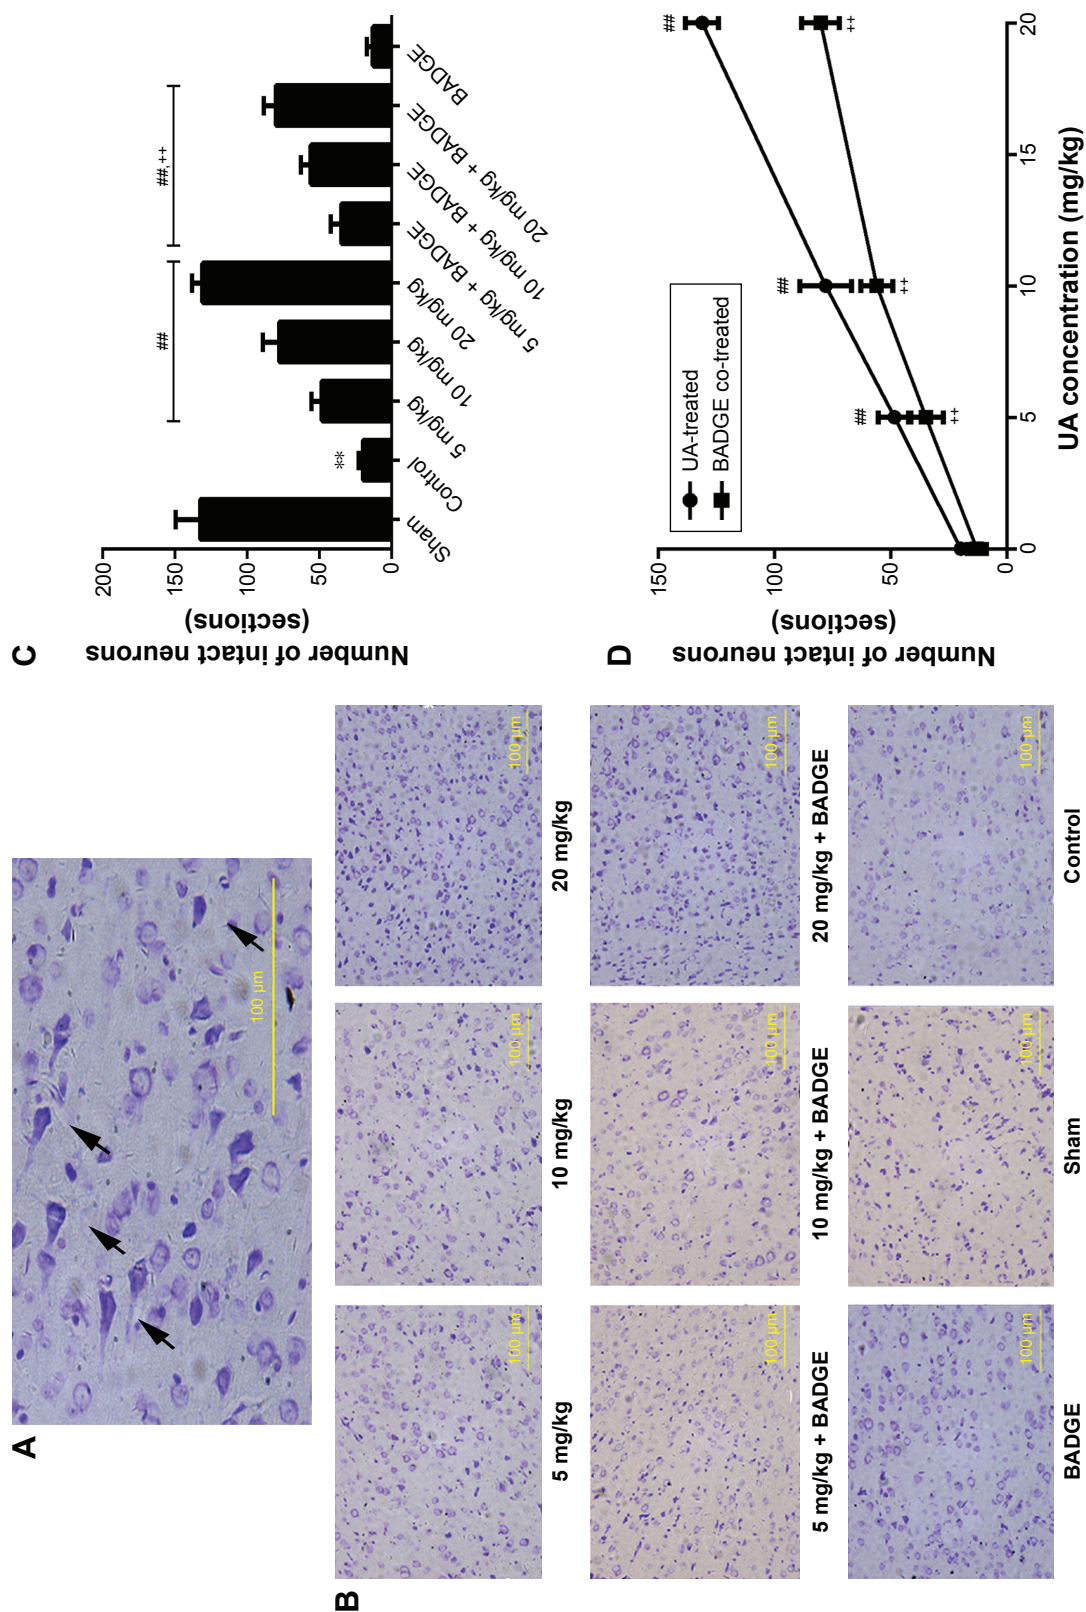 A
100 µm
B
100 µm
100 µm
100 µm
5 mg/kg
10 mg/kg
20 mg/kg
100 µm
100 µm
100 µm
5 mg/kg + BADGE
10 mg/kg + BADGE
20 mg/kg + BADGE
100 µm
100 µm
100 µm
BADGE
Sham
Control
C
Number of intact neurons
(sections)
200
150
100
50
0
**
##
##, ++
Sham
Control
5 mg/kg
10 mg/kg
20 mg/kg
5 mg/kg + BADGE
10 mg/kg + BADGE
20 mg/kg + BADGE
BADGE
D
Number of intact neurons
(sections)
150
100
50
0
UA-treated
BADGE co-treated
##
##
##
++
++
++
0
5
10
15
20
UA concentration (mg/kg)